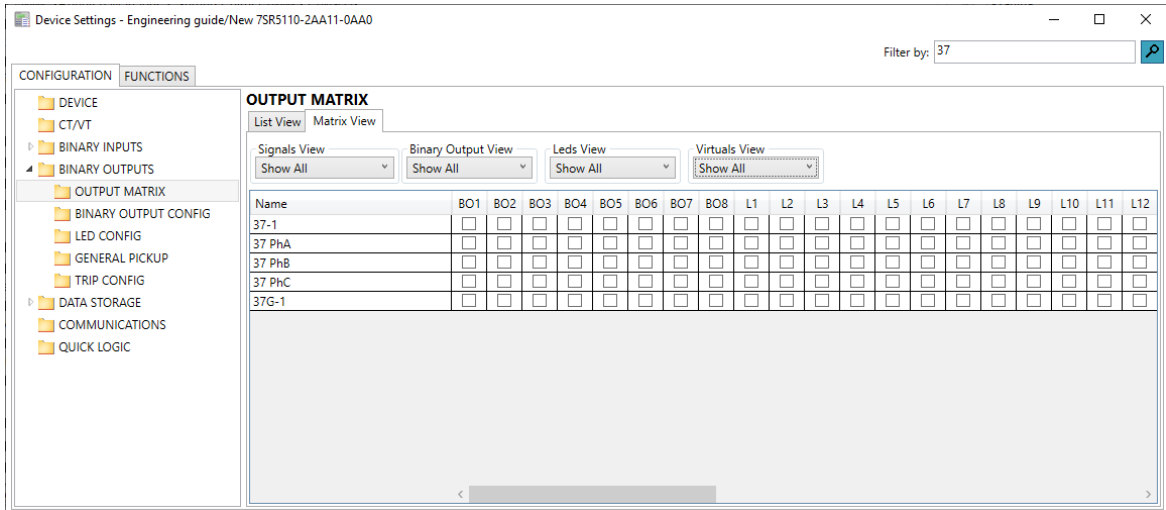 Device Settings - Engineering guide/New 7SR5110-2AA11-0AA0
Filter by: 37
CONFIGURATION FUNCTIONS
DEVICE
CT/VT
BINARY INPUTS
BINARY OUTPUTS
OUTPUT MATRIX
BINARY OUTPUT CONFIG
LED CONFIG
GENERAL PICKUP
TRIP CONFIG
DATA STORAGE
COMMUNICATIONS
QUICK LOGIC
OUTPUT MATRIX
List View Matrix View
Signals View Binary Output View Leds View Virtuals View
Show All Show All Show All Show All
Name BO1 BO2 BO3 BO4 BO5 BO6 BO7 BO8 L1 L2 L3 L4 L5 L6 L7 L8 L9 L10 L11 L12
37-1
37 PhA
37 PhB
37 PhC
37G-1